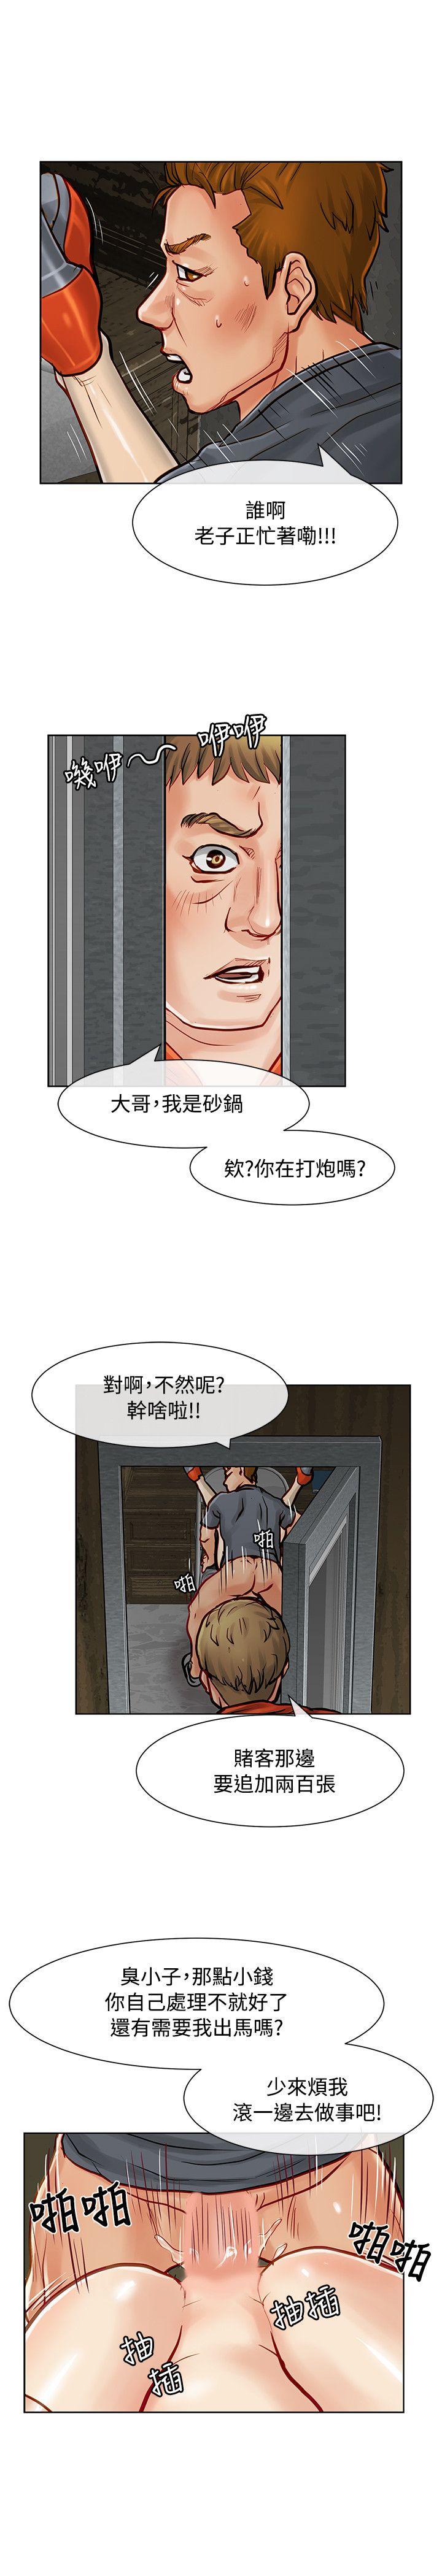 誰啊
老子正忙著嘞!!!
嘰咿～
咿咿
大哥，我是砂鍋
欸?你在打炮嗎?
對啊，不然呢?
幹啥啦!!
啪
啪
賭客那邊
要追加兩百張
臭小子，那點小錢
你自己處理不就好了
還有需要我出馬嗎?
少來煩我
滾一邊去做事吧!
啪啪
啪啪
抽插
抽
插